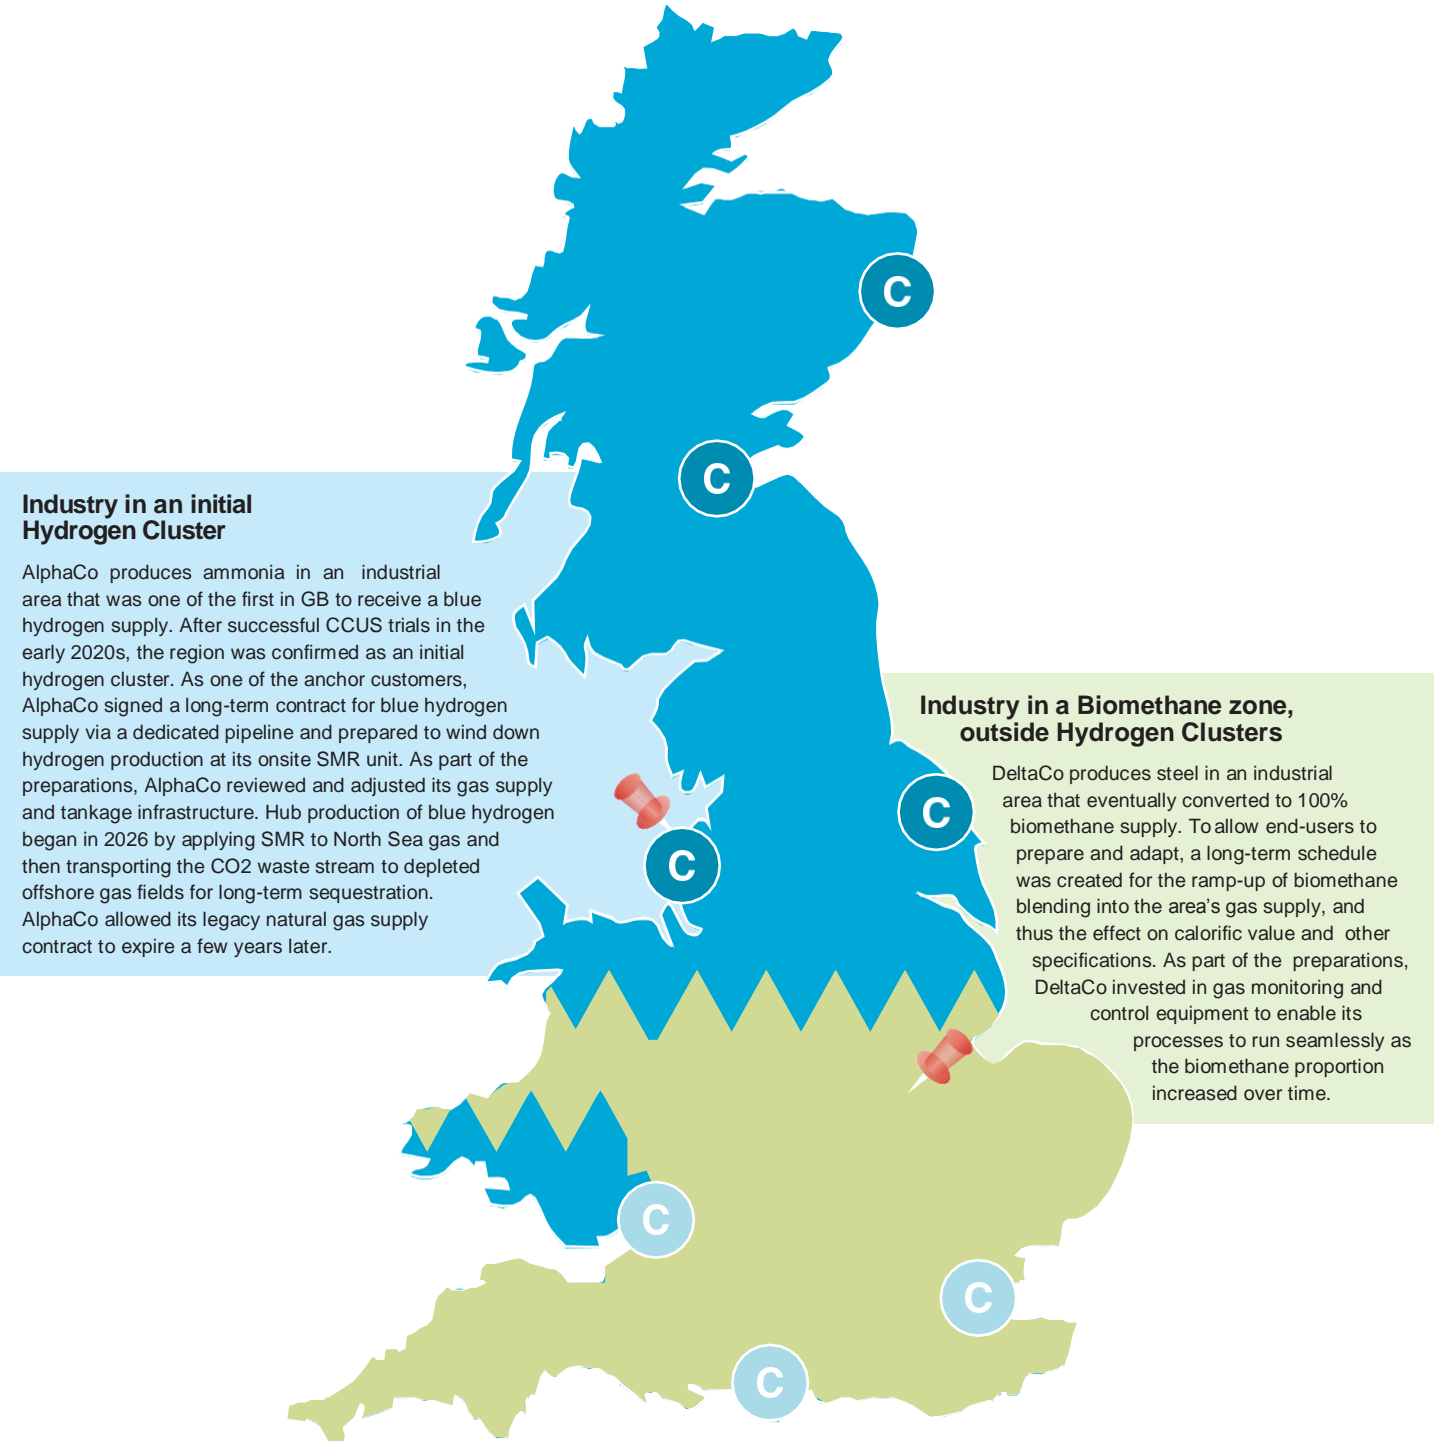 C
C
Industry in an initial
Hydrogen Cluster
AlphaCo produces ammonia in an industrial
area that was one of the first in GB to receive a blue
hydrogen supply. After successful CCUS trials in the
early 2020s, the region was confirmed as an initial
hydrogen cluster. As one of the anchor customers,
AlphaCo signed a long-term contract for blue hydrogen
supply via a dedicated pipeline and prepared to wind down
hydrogen production at its onsite SMR unit. As part of the
preparations, AlphaCo reviewed and adjusted its gas supply
and tankage infrastructure. Hub production of blue hydrogen
began in 2026 by applying SMR to North Sea gas and
then transporting the CO2 waste stream to depleted
offshore gas fields for long-term sequestration.
AlphaCo allowed its legacy natural gas supply
contract to expire a few years later.
Industry in a Biomethane zone,
outside Hydrogen Clusters
DeltaCo produces steel in an industrial
area that eventually converted to 100%
biomethane supply. To allow end-users to
prepare and adapt, a long-term schedule
was created for the ramp-up of biomethane
blending into the area's gas supply, and
thus the effect on calorific value and other
specifications. As part of the preparations,
DeltaCo invested in gas monitoring and
control equipment to enable its
processes to run seamlessly as
the biomethane proportion
increased over time.
C
C
C
C
C